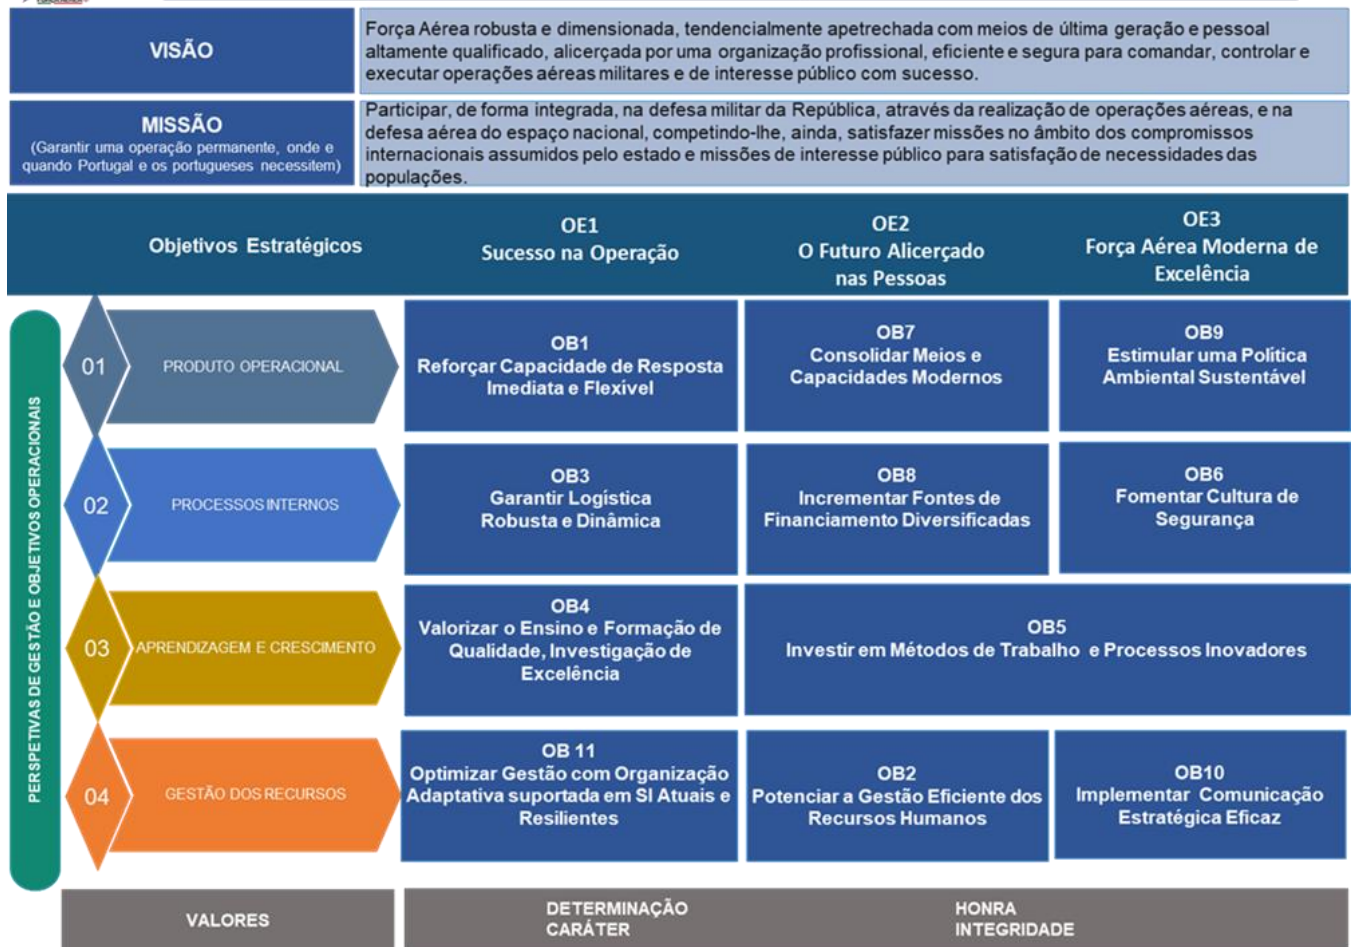 VISÃO
Força Aérea robusta e dimensionada, tendencialmente apetrechada com meios de última geração e pessoal
altamente qualificado, alicerçada por uma organização profissional, eficiente e segura para comandar, controlar e
executar operações aéreas militares e de interesse público com sucesso.
MISSÃO
(Garantir uma operação permanente, onde e
quando Portugal e os portugueses necessitem)
Participar, de forma integrada, na defesa militar da República, através da realização de operações aéreas, e na
defesa aérea do espaço nacional, competindo-lhe, ainda, satisfazer missões no âmbito dos compromissos
internacionais assumidos pelo estado e missões de interesse público para satisfação de necessidades das
populações.
Objetivos Estratégicos
OE1
Sucesso na Operação
OE2
O Futuro Alicerçado
nas Pessoas
OE3
Força Aérea Moderna de
Excelência
PERSPETIVAS DE GESTÃO E OBJETIVOS OPERACIONAIS
01
PRODUTO OPERACIONAL
OB1
Reforçar Capacidade de Resposta
Imediata e Flexível
OB7
Consolidar Meios e
Capacidades Modernos
OB9
Estimular uma Política
Ambiental Sustentável
02
PROCESSOS INTERNOS
OB3
Garantir Logística
Robusta e Dinâmica
OB8
Incrementar Fontes de
Financiamento Diversificadas
OB6
Fomentar Cultura de
Segurança
03
APRENDIZAGEM E CRESCIMENTO
OB4
Valorizar o Ensino e Formação de
Qualidade, Investigação de
Excelência
OB5
Investir em Métodos de Trabalho e Processos Inovadores
04
GESTÃO DOS RECURSOS
OB 11
Optimizar Gestão com Organização
Adaptativa suportada em SI Atuais e
Resilientes
OB2
Potenciar a Gestão Eficiente dos
Recursos Humanos
OB10
Implementar Comunicação
Estratégica Eficaz
VALORES
DETERMINAÇÃO
CARÁTER
HONRA
INTEGRIDADE